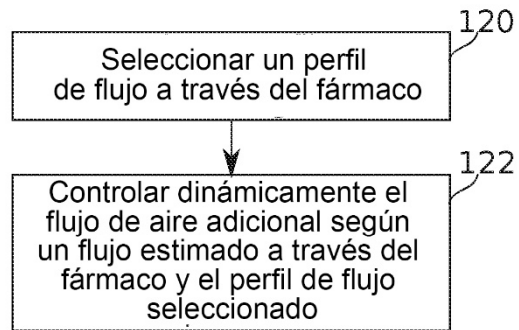 120
Seleccionar un perfil
de flujo a través del fármaco
122
Controlar dinámicamente el
flujo de aire adicional según
un flujo estimado a través del
fármaco y el perfil de flujo
seleccionado